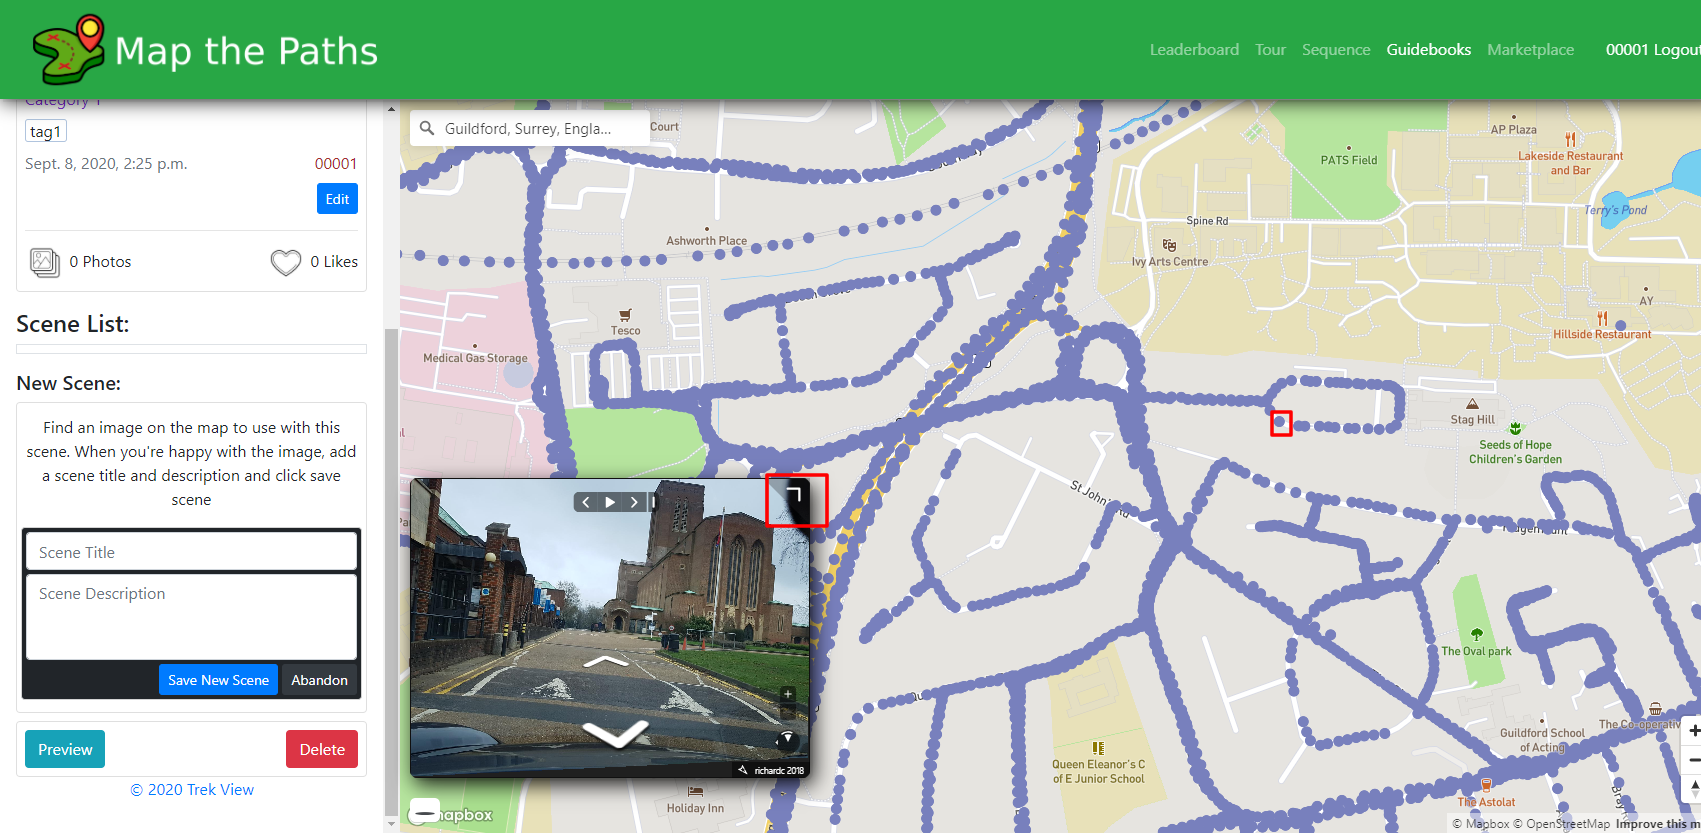 Map the Paths
Leaderboard
Tour
Sequence
Guidebooks
Marketplace
00001 Logout
Category 1
tag1
Sept. 8, 2020, 2:25 p.m.
00001
Edit
0 Photos
0 Likes
Scene List:
New Scene:
Find an image on the map to use with this
scene. When you're happy with the image, add
a scene title and description and click save
scene
Scene Title
Scene Description
Save New Scene
Abandon
Preview
Delete
© 2020 Trek View
Guildford, Surrey, Engla...
Court
AP Plaza
Lakeside Restaurant
and Bar
PATS Field
Terry's Pond
Spine Rd
Ashworth Place
Ivy Arts Centre
AY
Tesco
Hillside Restaurant
Medical Gas Storage
Stag Hill
Seeds of Hope
Children's Garden
St John's Rd
The Oval park
The Co-operativ
Guildford School
of Acting
Queen Eleanor's C
of E Junior School
The Astolat
Holiday Inn
richardc 2018
mapbox
© Mapbox © OpenStreetMap Improve this m